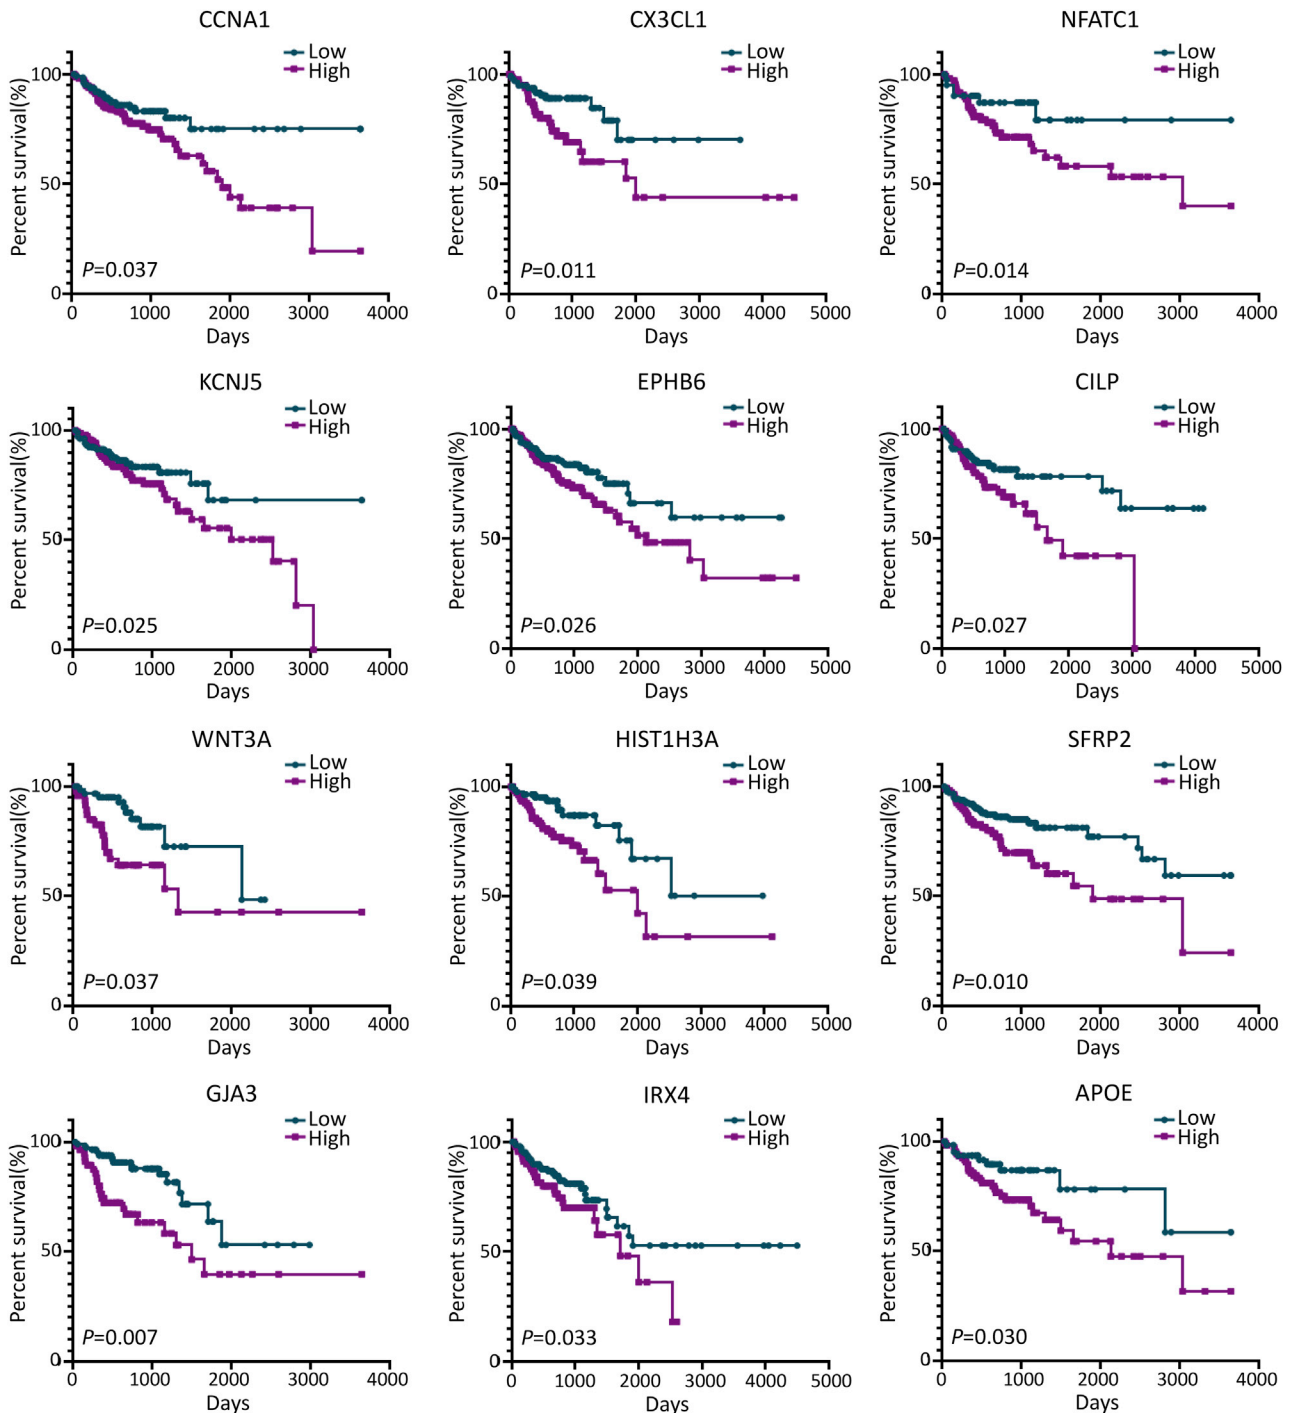 CCNA1
Low
High
Percent survival(%)
100
50
0
P=0.037
0 1000 2000 3000 4000
Days
CX3CL1
Low
High
Percent survival(%)
100
50
0
P=0.011
0 1000 2000 3000 4000 5000
Days
NFATC1
Low
High
Percent survival(%)
100
50
0
P=0.014
0 1000 2000 3000 4000
Days
KCNJ5
Low
High
Percent survival(%)
100
50
0
P=0.025
0 1000 2000 3000 4000
Days
EPHB6
Low
High
Percent survival(%)
100
50
0
P=0.026
0 1000 2000 3000 4000 5000
Days
CILP
Low
High
Percent survival(%)
100
50
0
P=0.027
0 1000 2000 3000 4000 5000
Days
WNT3A
Low
High
Percent survival(%)
100
50
0
P=0.037
0 1000 2000 3000 4000
Days
HIST1H3A
Low
High
Percent survival(%)
100
50
0
P=0.039
0 1000 2000 3000 4000 5000
Days
SFRP2
Low
High
Percent survival(%)
100
50
0
P=0.010
0 1000 2000 3000 4000
Days
GJA3
Low
High
Percent survival(%)
100
50
0
P=0.007
0 1000 2000 3000 4000
Days
IRX4
Low
High
Percent survival(%)
100
50
0
P=0.033
0 1000 2000 3000 4000 5000
Days
APOE
Low
High
Percent survival(%)
100
50
0
P=0.030
0 1000 2000 3000 4000
Days